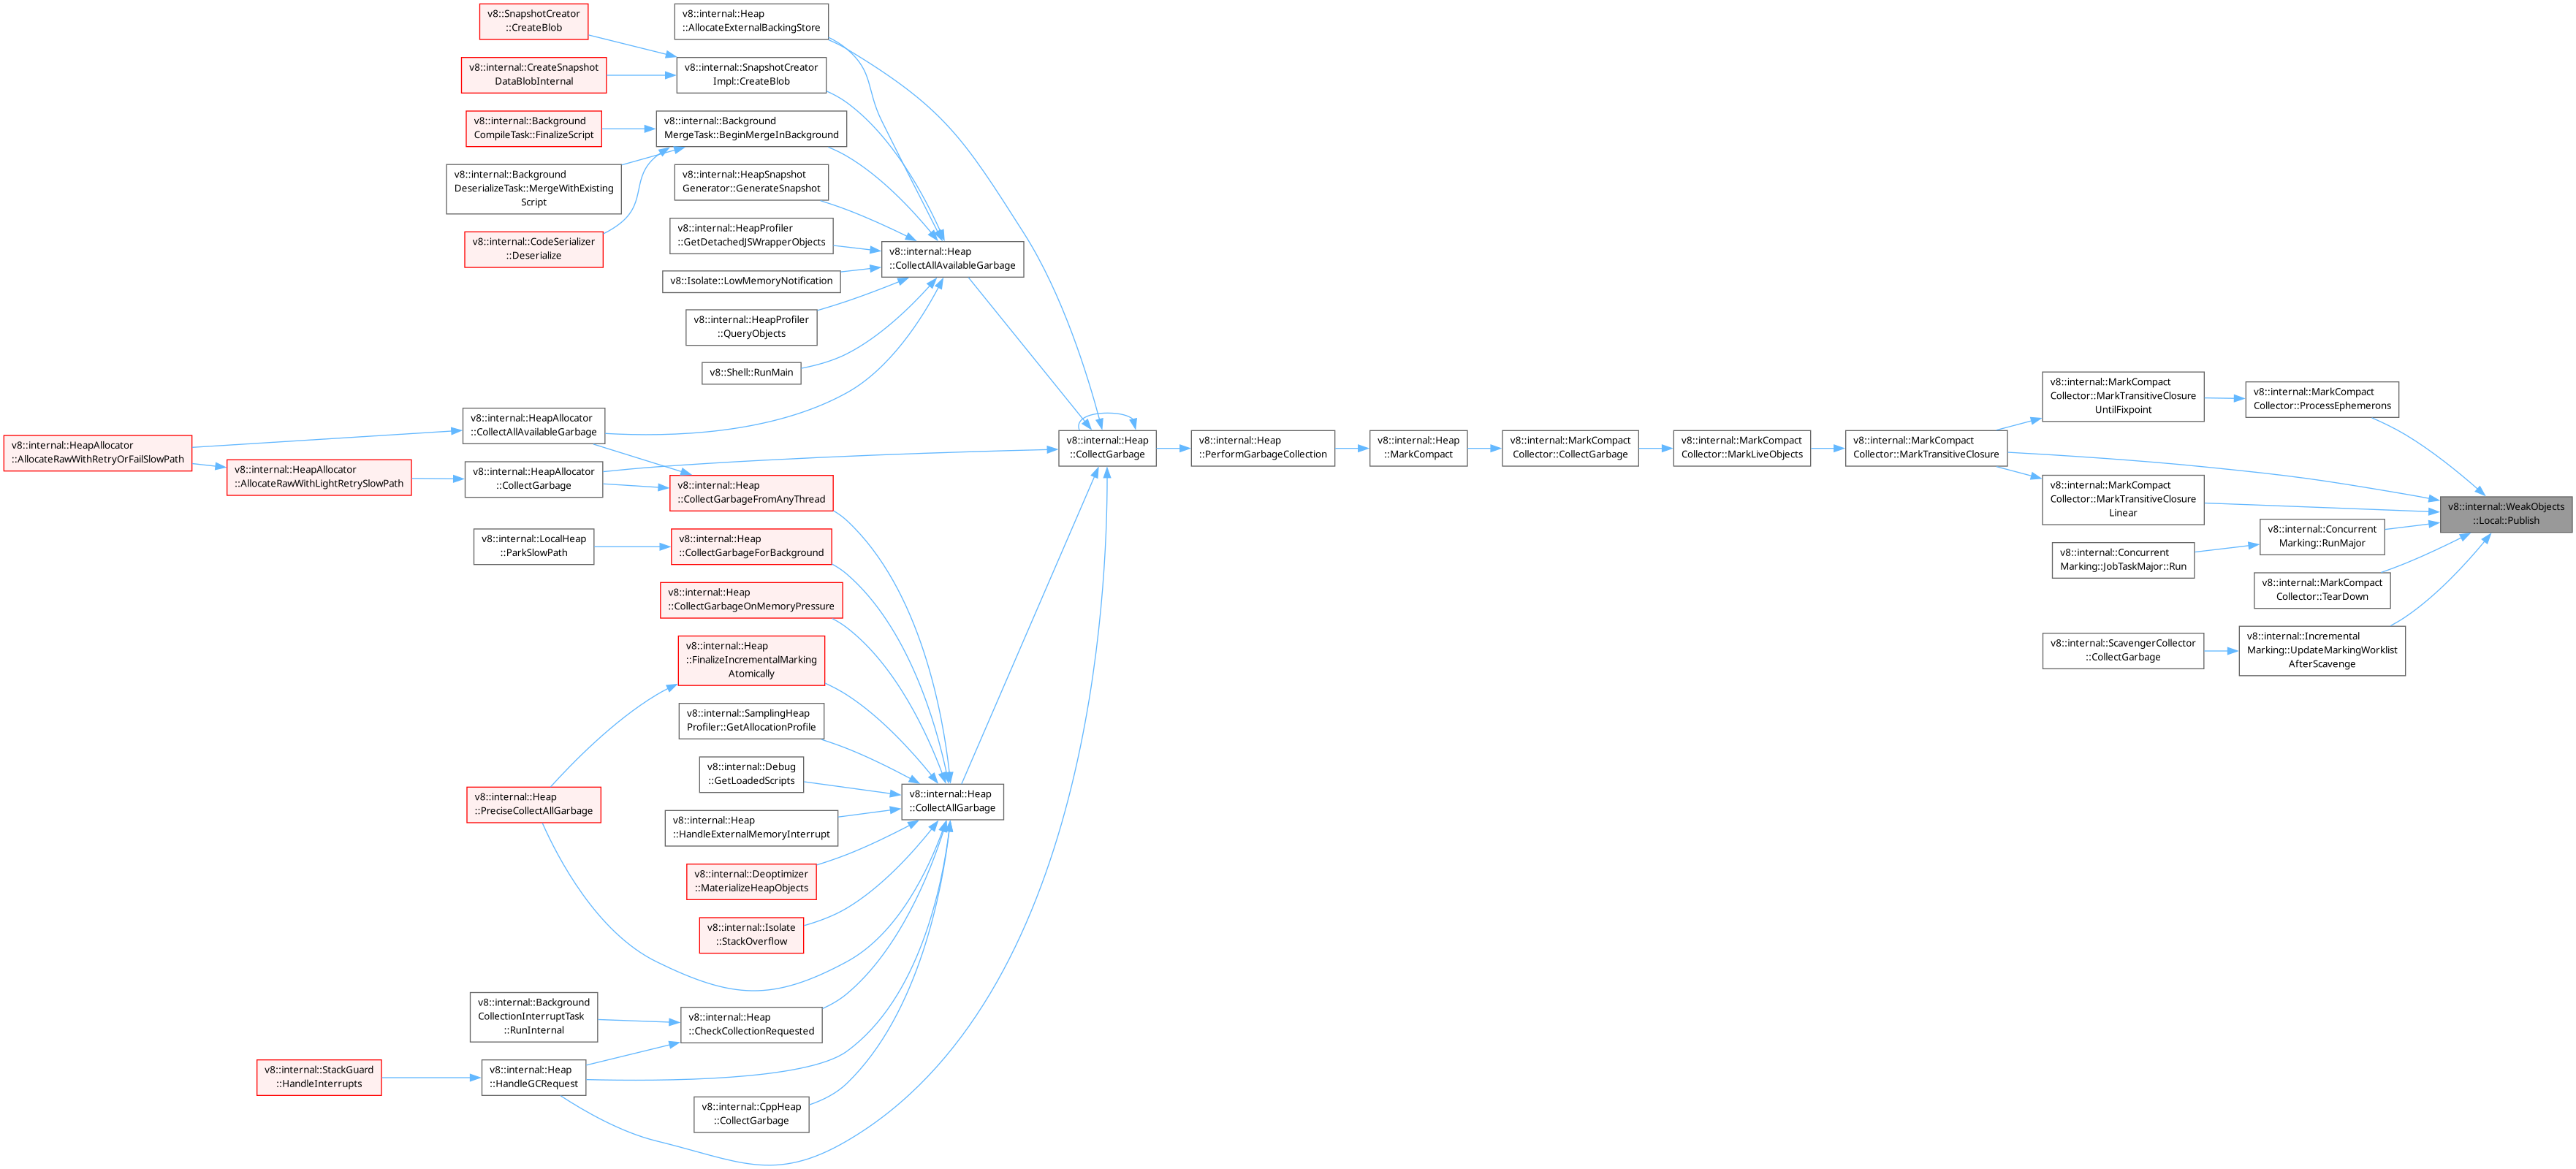 v8::SnapshotCreator
::CreateBlob
v8::internal::CreateSnapshot
DataBlobInternal
v8::internal::Background
CompileTask::FinalizeScript
v8::internal::Background
DeserializeTask::MergeWithExisting
Script
v8::internal::CodeSerializer
::Deserialize
v8::internal::Heap
::AllocateExternalBackingStore
v8::internal::SnapshotCreator
Impl::CreateBlob
v8::internal::Background
MergeTask::BeginMergeInBackground
v8::internal::HeapSnapshot
Generator::GenerateSnapshot
v8::internal::HeapProfiler
::GetDetachedJSWrapperObjects
v8::Isolate::LowMemoryNotification
v8::internal::HeapProfiler
::QueryObjects
v8::Shell::RunMain
v8::internal::Heap
::CollectAllAvailableGarbage
v8::internal::HeapAllocator
::AllocateRawWithRetryOrFailSlowPath
v8::internal::HeapAllocator
::AllocateRawWithLightRetrySlowPath
v8::internal::HeapAllocator
::CollectAllAvailableGarbage
v8::internal::HeapAllocator
::CollectGarbage
v8::internal::Heap
::CollectGarbageFromAnyThread
v8::internal::LocalHeap
::ParkSlowPath
v8::internal::Heap
::CollectGarbageForBackground
v8::internal::Heap
::CollectGarbageOnMemoryPressure
v8::internal::Heap
::FinalizeIncrementalMarking
Atomically
v8::internal::SamplingHeap
Profiler::GetAllocationProfile
v8::internal::Debug
::GetLoadedScripts
v8::internal::Heap
::PreciseCollectAllGarbage
v8::internal::Heap
::HandleExternalMemoryInterrupt
v8::internal::Deoptimizer
::MaterializeHeapObjects
v8::internal::Isolate
::StackOverflow
v8::internal::Background
CollectionInterruptTask
::RunInternal
v8::internal::Heap
::CheckCollectionRequested
v8::internal::StackGuard
::HandleInterrupts
v8::internal::Heap
::HandleGCRequest
v8::internal::CppHeap
::CollectGarbage
v8::internal::Heap
::CollectAllGarbage
v8::internal::Heap
::CollectGarbage
v8::internal::Heap
::PerformGarbageCollection
v8::internal::Heap
::MarkCompact
v8::internal::MarkCompact
Collector::CollectGarbage
v8::internal::MarkCompact
Collector::MarkLiveObjects
v8::internal::MarkCompact
Collector::MarkTransitiveClosure
v8::internal::MarkCompact
Collector::MarkTransitiveClosure
UntilFixpoint
v8::internal::MarkCompact
Collector::ProcessEphemerons
v8::internal::MarkCompact
Collector::MarkTransitiveClosure
Linear
v8::internal::Concurrent
Marking::RunMajor
v8::internal::Concurrent
Marking::JobTaskMajor::Run
v8::internal::MarkCompact
Collector::TearDown
v8::internal::ScavengerCollector
::CollectGarbage
v8::internal::Incremental
Marking::UpdateMarkingWorklist
AfterScavenge
v8::internal::WeakObjects
::Local::Publish